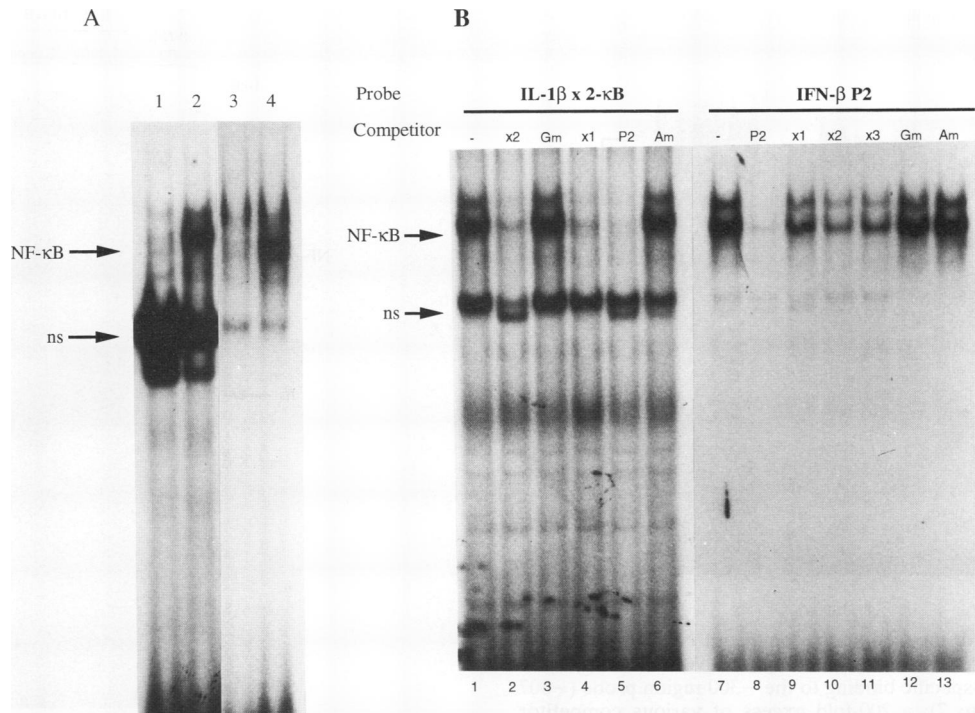 A
1 2 3 4
NF-κB
ns
B
Probe IL-1β x 2-κB IFN-β P2
Competitor - x2 Gm x1 P2 Am - P2 x1 x2 x3 Gm Am
NF-κB
ns
1 2 3 4 5 6 7 8 9 10 11 12 13